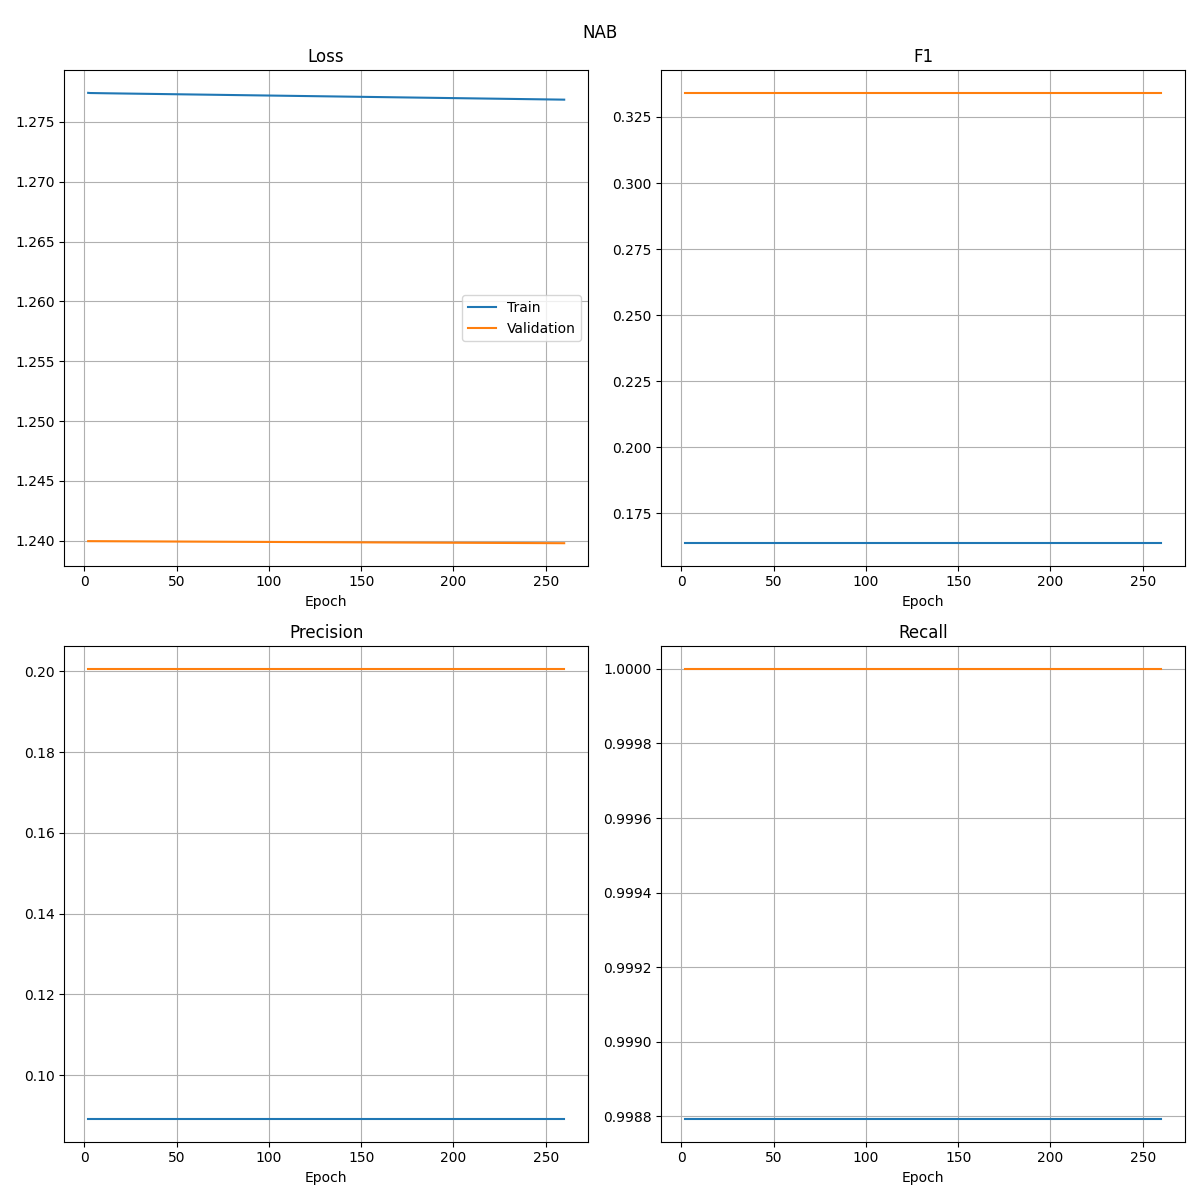 NAB
Loss
1.275
1.270
1.265
1.260
1.255
1.250
1.245
1.240
Train
Validation
0 50 100 150 200 250
Epoch
F1
0.325
0.300
0.275
0.250
0.225
0.200
0.175
0 50 100 150 200 250
Epoch
Precision
0.20
0.18
0.16
0.14
0.12
0.10
0 50 100 150 200 250
Epoch
Recall
1.0000
0.9998
0.9996
0.9994
0.9992
0.9990
0.9988
0 50 100 150 200 250
Epoch